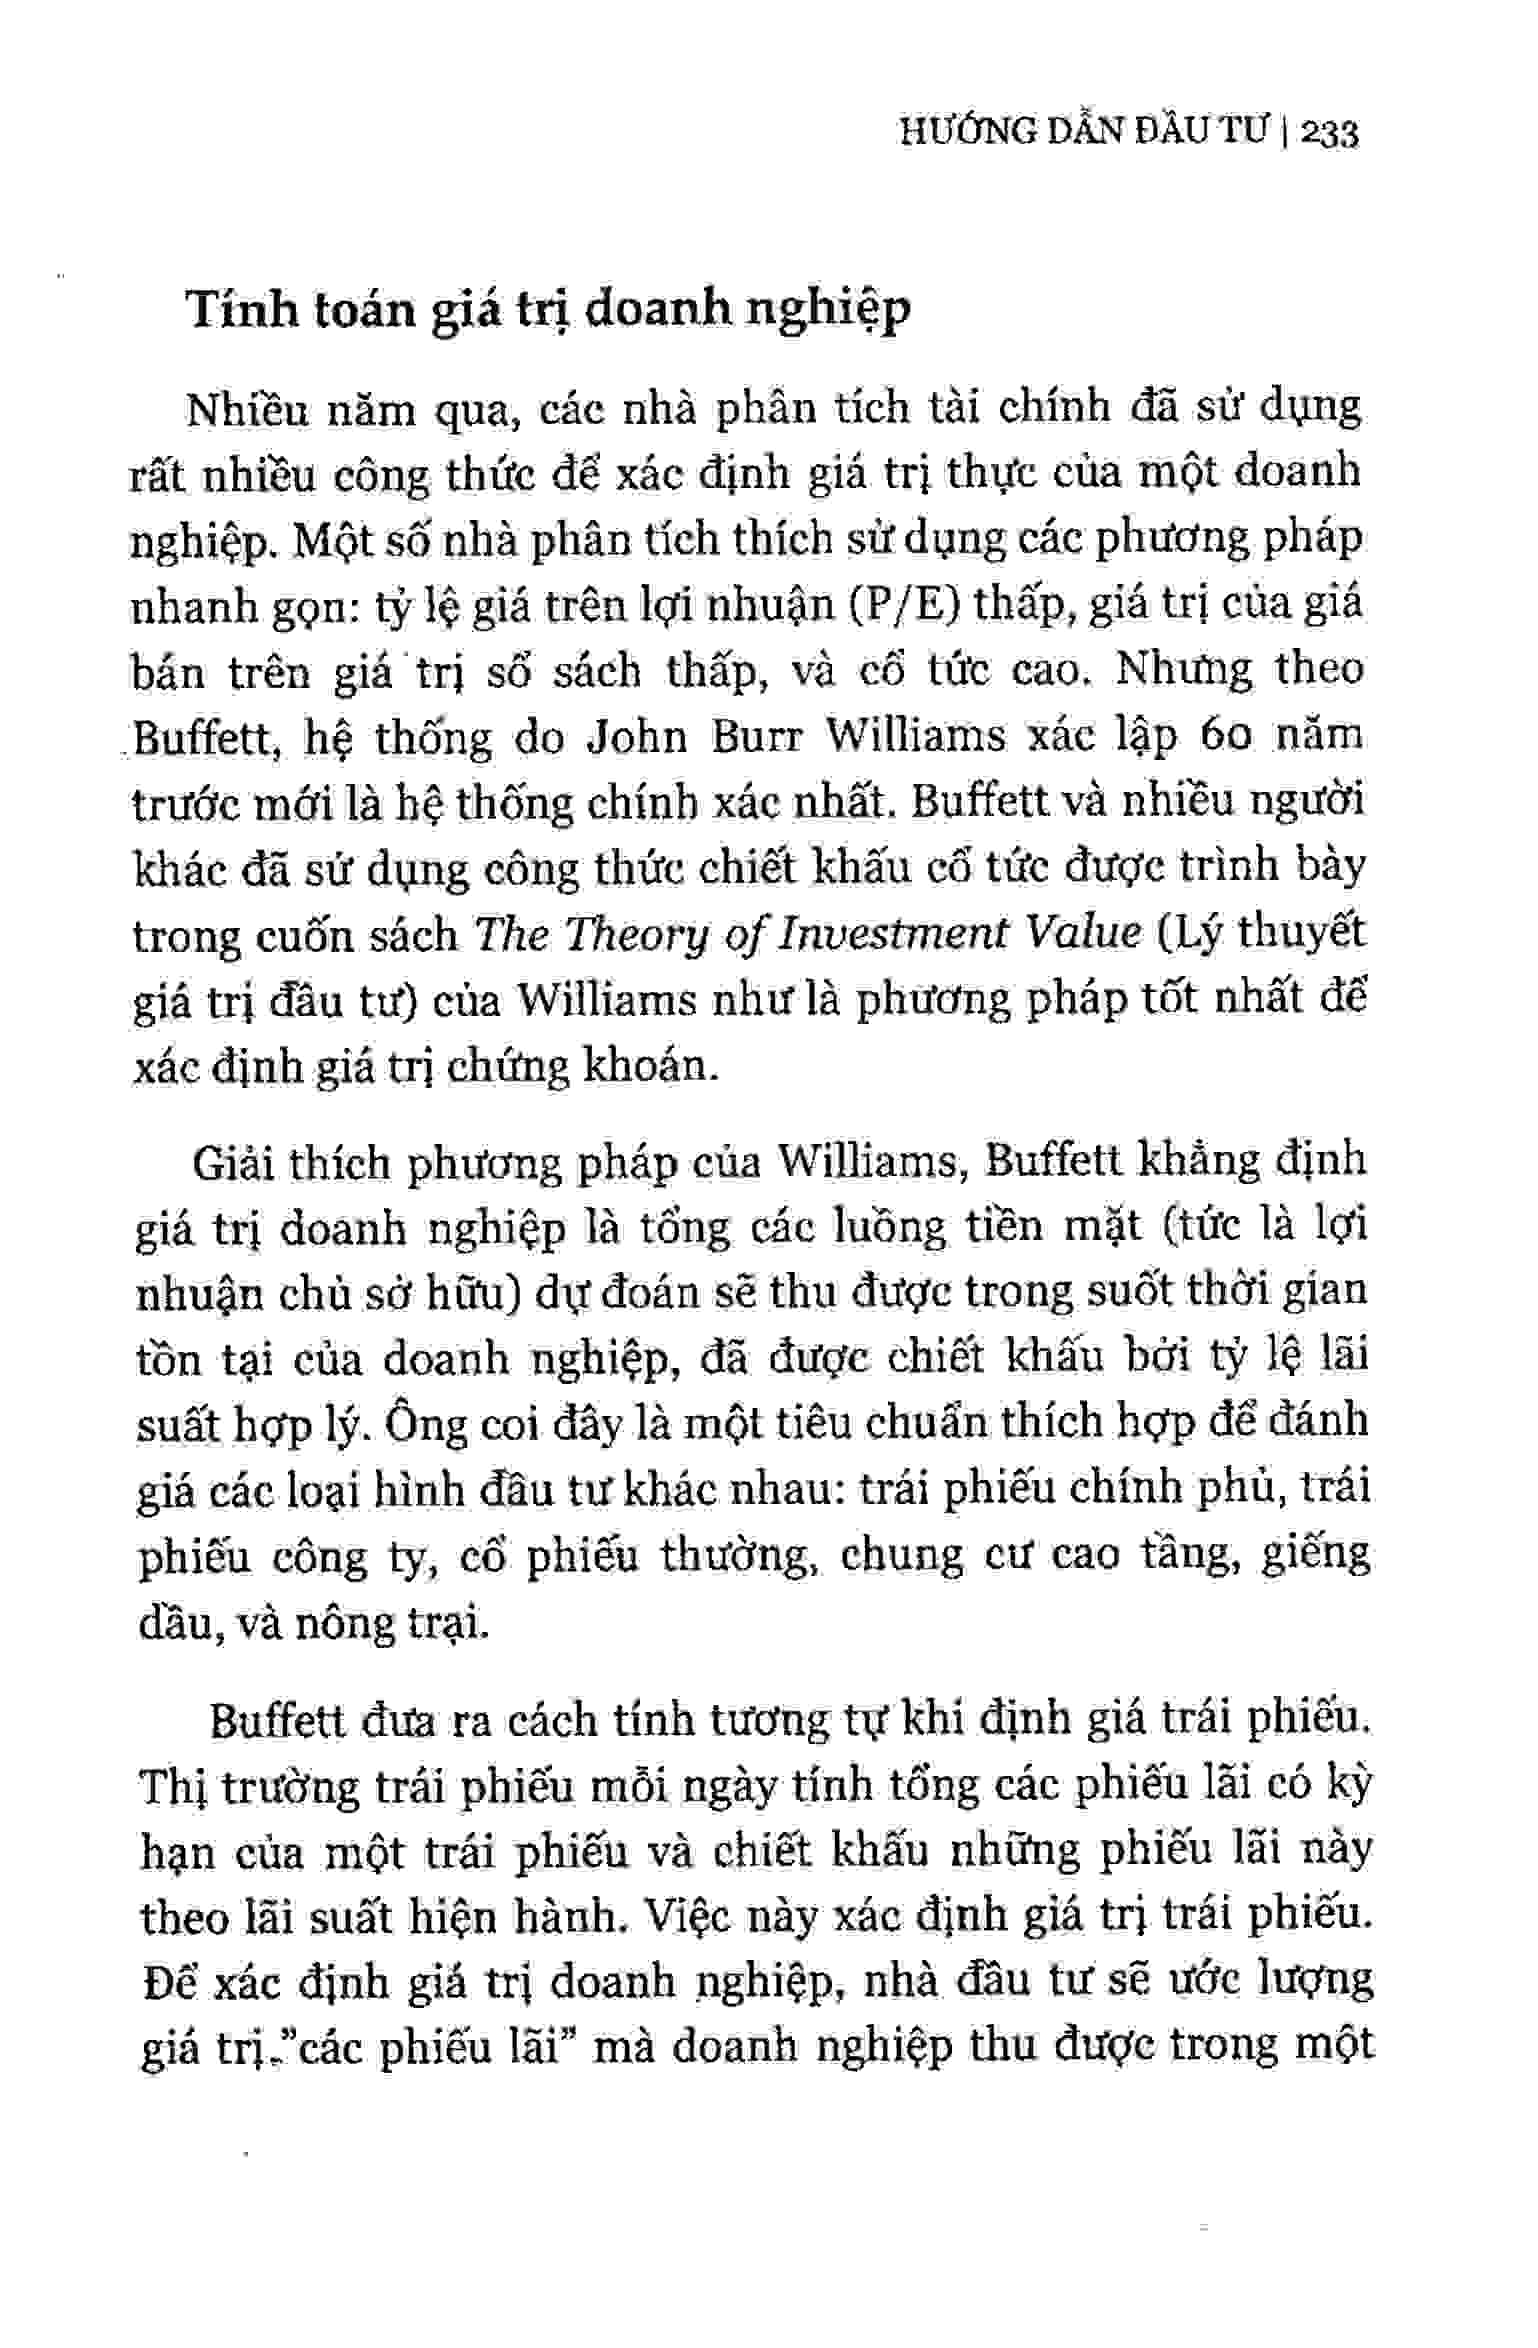 HƯỚNG DẪN ĐẦU TƯ | 233
Tính toán giá trị doanh nghiệp
Nhiều năm qua, các nhà phân tích tài chính đã sử dụng
rất nhiều công thức để xác định giá trị thực của một doanh
nghiệp. Một số nhà phân tích thích sử dụng các phương pháp
nhanh gọn: tỷ lệ giá trên lợi nhuận (P/E) thấp, giá trị của giá
bán trên giá trị sổ sách thấp, và cổ tức cao. Nhưng theo
Buffett, hệ thống do John Burr Williams xác lập 60 năm
trước mới là hệ thống chính xác nhất. Buffett và nhiều người
khác đã sử dụng công thức chiết khấu cổ tức được trình bày
trong cuốn sách The Theory of Investment Value (Lý thuyết
giá trị đầu tư) của Williams như là phương pháp tốt nhất để
xác định giá trị chứng khoán.
Giải thích phương pháp của Williams, Buffett khẳng định
giá trị doanh nghiệp là tổng các luồng tiền mặt (tức là lợi
nhuận chủ sở hữu) dự đoán sẽ thu được trong suốt thời gian
tồn tại của doanh nghiệp, đã được chiết khấu bởi tỷ lệ lãi
suất hợp lý. Ông coi đây là một tiêu chuẩn thích hợp để đánh
giá các loại hình đầu tư khác nhau: trái phiếu chính phủ, trái
phiếu công ty, cổ phiếu thường, chung cư cao tầng, giếng
dầu, và nông trại.
Buffett đưa ra cách tính tương tự khi định giá trái phiếu.
Thị trường trái phiếu mỗi ngày tính tổng các phiếu lãi có kỳ
hạn của một trái phiếu và chiết khấu những phiếu lãi này
theo lãi suất hiện hành. Việc này xác định giá trị trái phiếu.
Để xác định giá trị doanh nghiệp, nhà đầu tư sẽ ước lượng
giá trị ”các phiếu lãi” mà doanh nghiệp thu được trong một